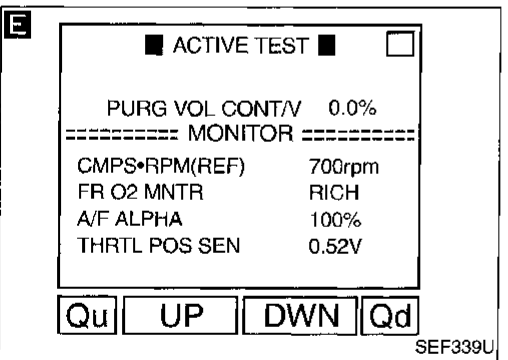 E
■ ACTIVE TEST ■ □
PURG VOL CONT/V 0.0%
========== MONITOR ==========
CMPS•RPM(REF) 700rpm
FR O2 MNTR RICH
A/F ALPHA 100%
THRTL POS SEN 0.52V
Qu UP DWN Qd
SEF339U